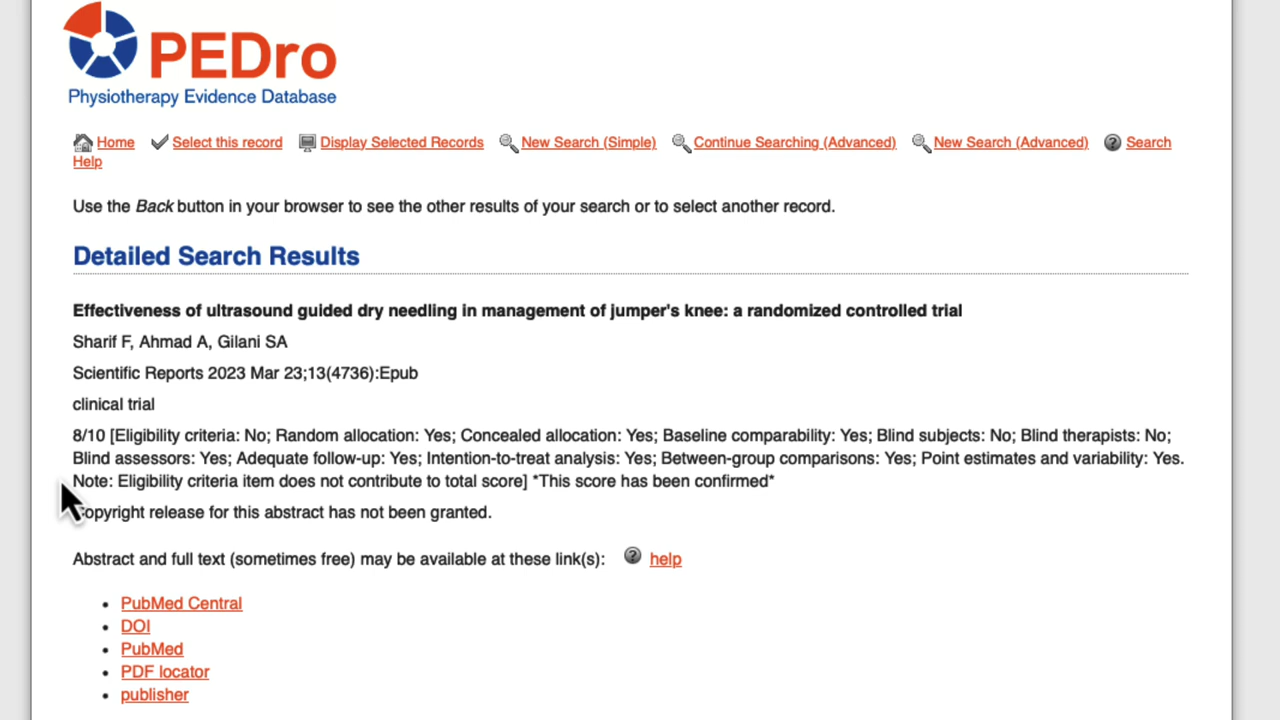 PEDro
Physiotherapy Evidence Database
Home Select this record Display Selected Records New Search (Simple) Continue Searching (Advanced) New Search (Advanced) Search
Help
Use the Back button in your browser to see the other results of your search or to select another record.
Detailed Search Results
Effectiveness of ultrasound guided dry needling in management of jumper's knee: a randomized controlled trial
Sharif F, Ahmad A, Gilani SA
Scientific Reports 2023 Mar 23;13(4736):Epub
clinical trial
8/10 [Eligibility criteria: No; Random allocation: Yes; Concealed allocation: Yes; Baseline comparability: Yes; Blind subjects: No; Blind therapists: No;
Blind assessors: Yes; Adequate follow-up: Yes; Intention-to-treat analysis: Yes; Between-group comparisons: Yes; Point estimates and variability: Yes.
Note: Eligibility criteria item does not contribute to total score] *This score has been confirmed*
Copyright release for this abstract has not been granted.
Abstract and full text (sometimes free) may be available at these link(s): help
• PubMed Central
• DOI
• PubMed
• PDF locator
• publisher